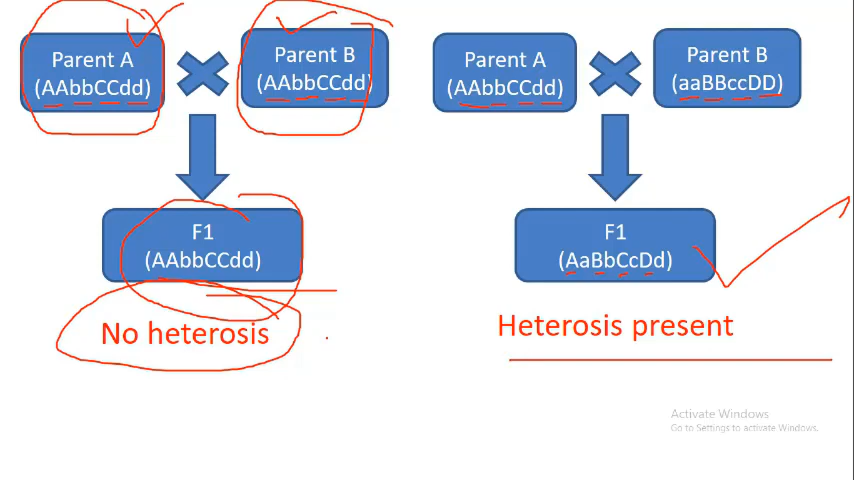 Parent A
(AAbbCCdd)
Parent B
(AAbbCCdd)
F1
(AAbbCCdd)
No heterosis
Parent A
(AAbbCCdd)
Parent B
(aaBBccDD)
F1
(AaBbCcDd)
Heterosis present
Activate Windows
Go to Settings to activate Windows.